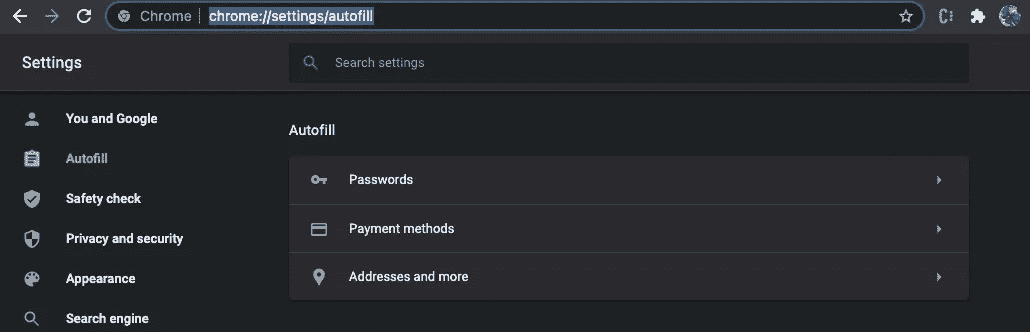 Chrome | chrome://settings/autofill
Settings
Search settings
You and Google
Autofill
Safety check
Privacy and security
Appearance
Search engine
Autofill
Passwords
Payment methods
Addresses and more